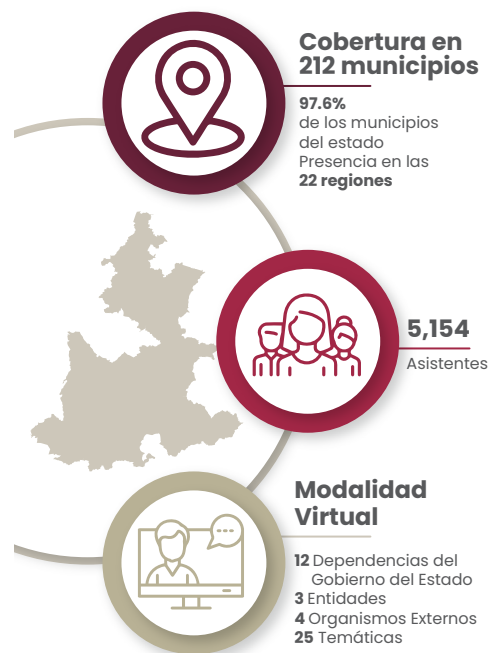 Cobertura en
212 municipios
97.6%
de los municipios
del estado
Presencia en las
22 regiones
5,154
Asistentes
Modalidad
Virtual
12 Dependencias del
Gobierno del Estado
3 Entidades
4 Organismos Externos
25 Temáticas